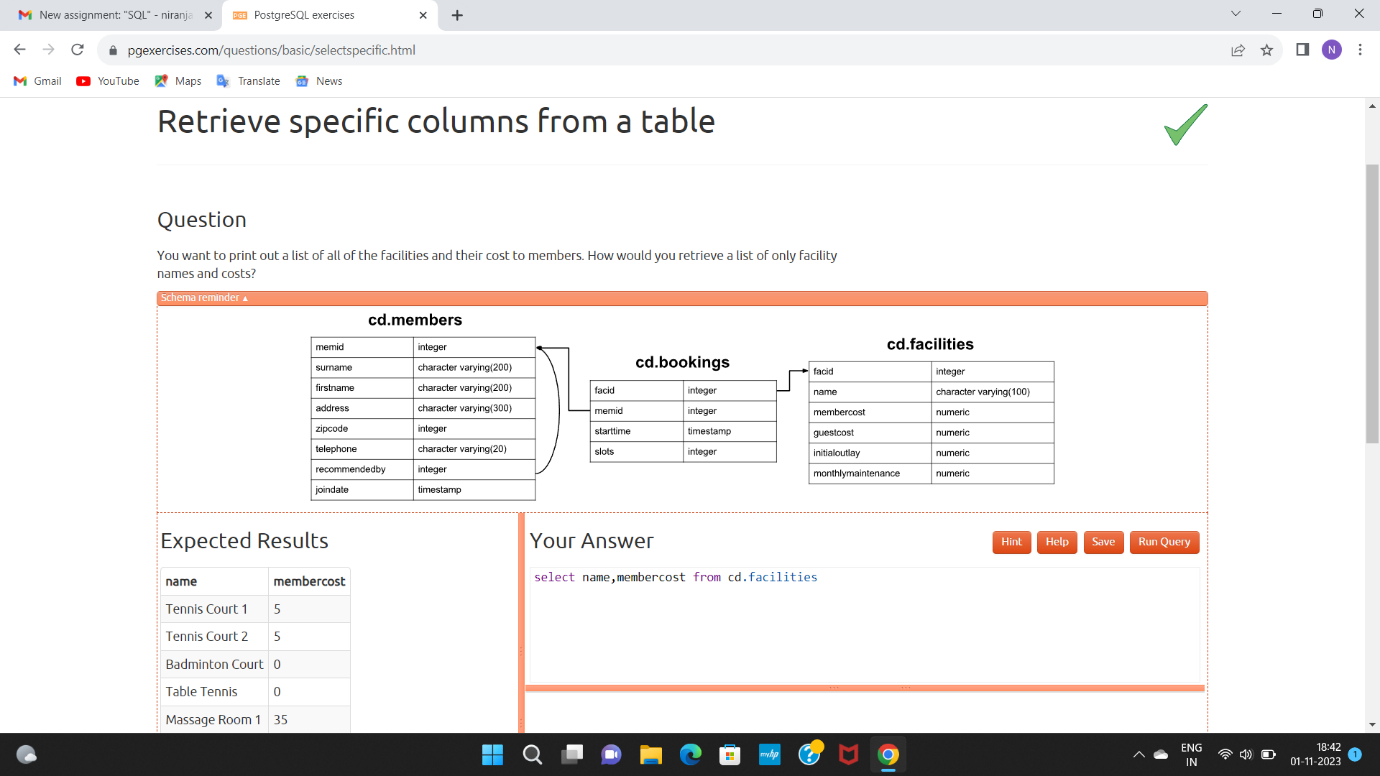 New assignment: "SQL" - niranja
PostgreSQL exercises
pgexercises.com/questions/basic/selectspecific.html
N
Gmail YouTube Maps Translate News
Retrieve specific columns from a table
Question
You want to print out a list of all of the facilities and their cost to members. How would you retrieve a list of only facility
names and costs?
Schema reminder ▴
cd.members
memid integer
surname character varying(200)
firstname character varying(200)
address character varying(300)
zipcode integer
telephone character varying(20)
recommendedby integer
joindate timestamp
cd.bookings
facid integer
memid integer
starttime timestamp
slots integer
cd.facilities
facid integer
name character varying(100)
membercost numeric
guestcost numeric
initialoutlay numeric
monthlymaintenance numeric
Expected Results
name membercost
Tennis Court 1 5
Tennis Court 2 5
Badminton Court 0
Table Tennis 0
Massage Room 1 35
Your Answer
Hint Help Save Run Query
select name,membercost from cd.facilities
ENG
IN
18:42
01-11-2023
1